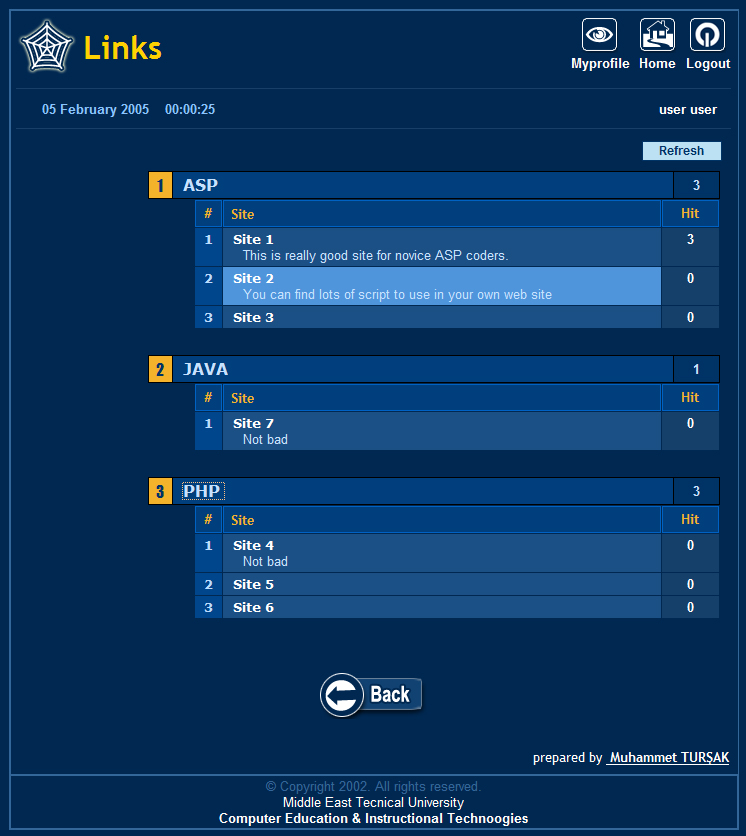 Links
Myprofile Home Logout
05 February 2005 00:00:25 user user
Refresh
1 ASP 3
# Site Hit
1 Site 1 3
This is really good site for novice ASP coders.
2 Site 2 0
You can find lots of script to use in your own web site
3 Site 3 0
2 JAVA 1
# Site Hit
1 Site 7 0
Not bad
3 PHP 3
# Site Hit
1 Site 4 0
Not bad
2 Site 5 0
3 Site 6 0
Back
prepared by Muhammet TURŞAK
© Copyright 2002. All rights reserved.
Middle East Tecnical University
Computer Education & Instructional Technoogies